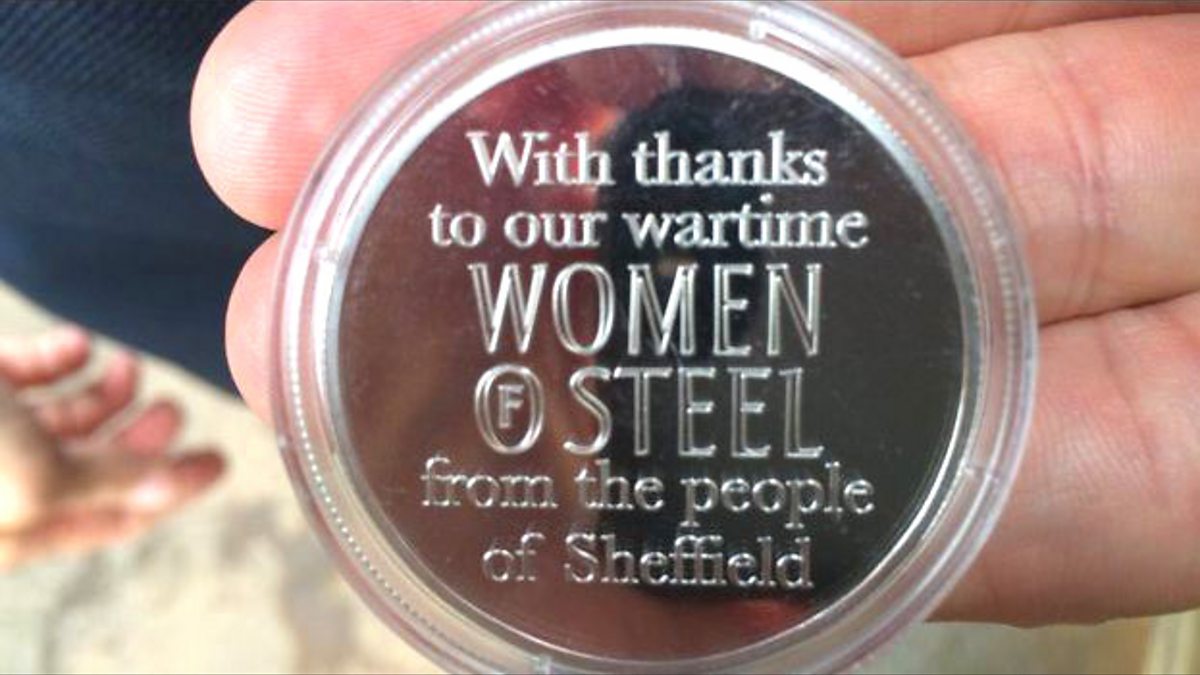 With thanks
to our wartime
WOMEN
OF STEEL
from the people
of Sheffield